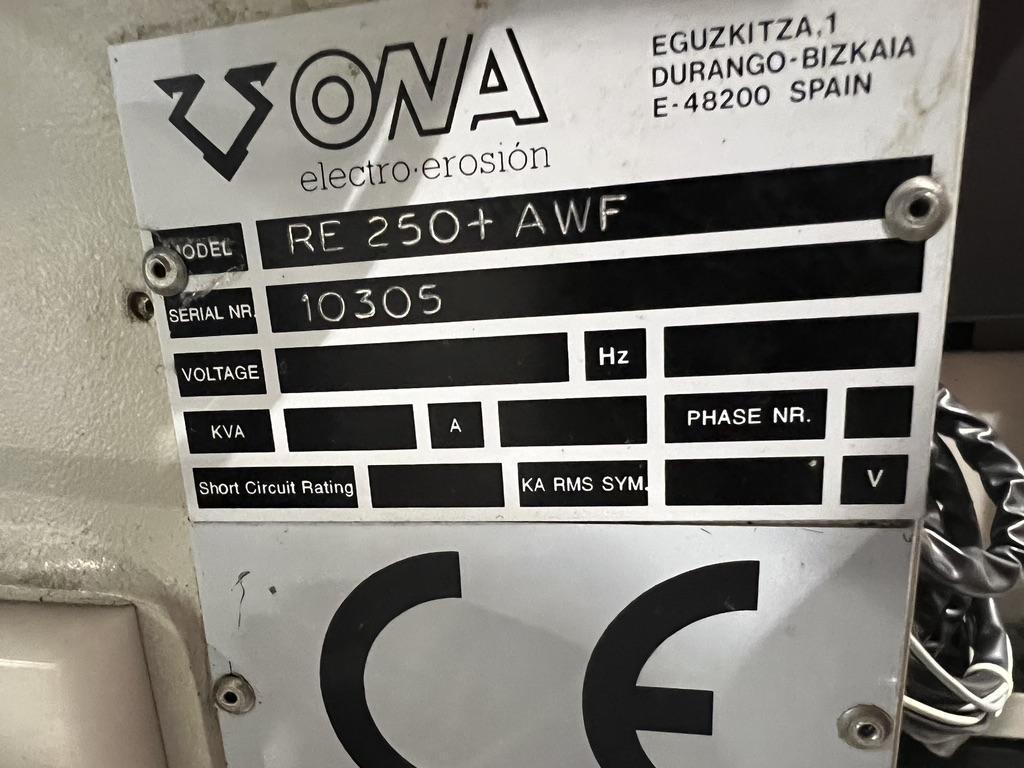 ONA
electro·erosión
EGUZKITZA,1
DURANGO-BIZKAIA
E-48200 SPAIN
MODEL RE 250+ AWF
SERIAL NR. 10305
VOLTAGE Hz
KVA A PHASE NR.
Short Circuit Rating KA RMS SYM. V
CE